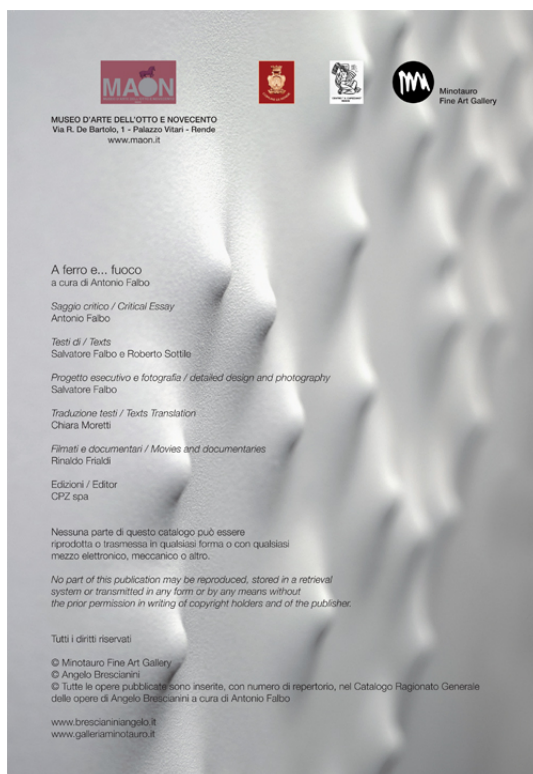 MAON
Minotauro
Fine Art Gallery
MUSEO D'ARTE DELL'OTTO E NOVECENTO
Via R. De Bartolo, 1 - Palazzo Vitari - Rende
www.maon.it
A ferro e... fuoco
a cura di Antonio Falbo
Saggio critico / Critical Essay
Antonio Falbo
Testi di / Texts
Salvatore Falbo e Roberto Sottile
Progetto esecutivo e fotografia / detailed design and photography
Salvatore Falbo
Traduzione testi / Texts Translation
Chiara Moretti
Filmati e documentari / Movies and documentaries
Rinaldo Frialdi
Edizioni / Editor
CPZ spa
Nessuna parte di questo catalogo può essere
riprodotta o trasmessa in qualsiasi forma o con qualsiasi
mezzo elettronico, meccanico o altro.
No part of this publication may be reproduced, stored in a retrieval
system or transmitted in any form or by any means without
the prior permission in writing of copyright holders and of the publisher.
Tutti i diritti riservati
© Minotauro Fine Art Gallery
© Angelo Brescianini
© Tutte le opere pubblicate sono inserite, con numero di repertorio, nel Catalogo Ragionato Generale
delle opere di Angelo Brescianini a cura di Antonio Falbo
www.brescianiniangelo.it
www.galleriaminotauro.it